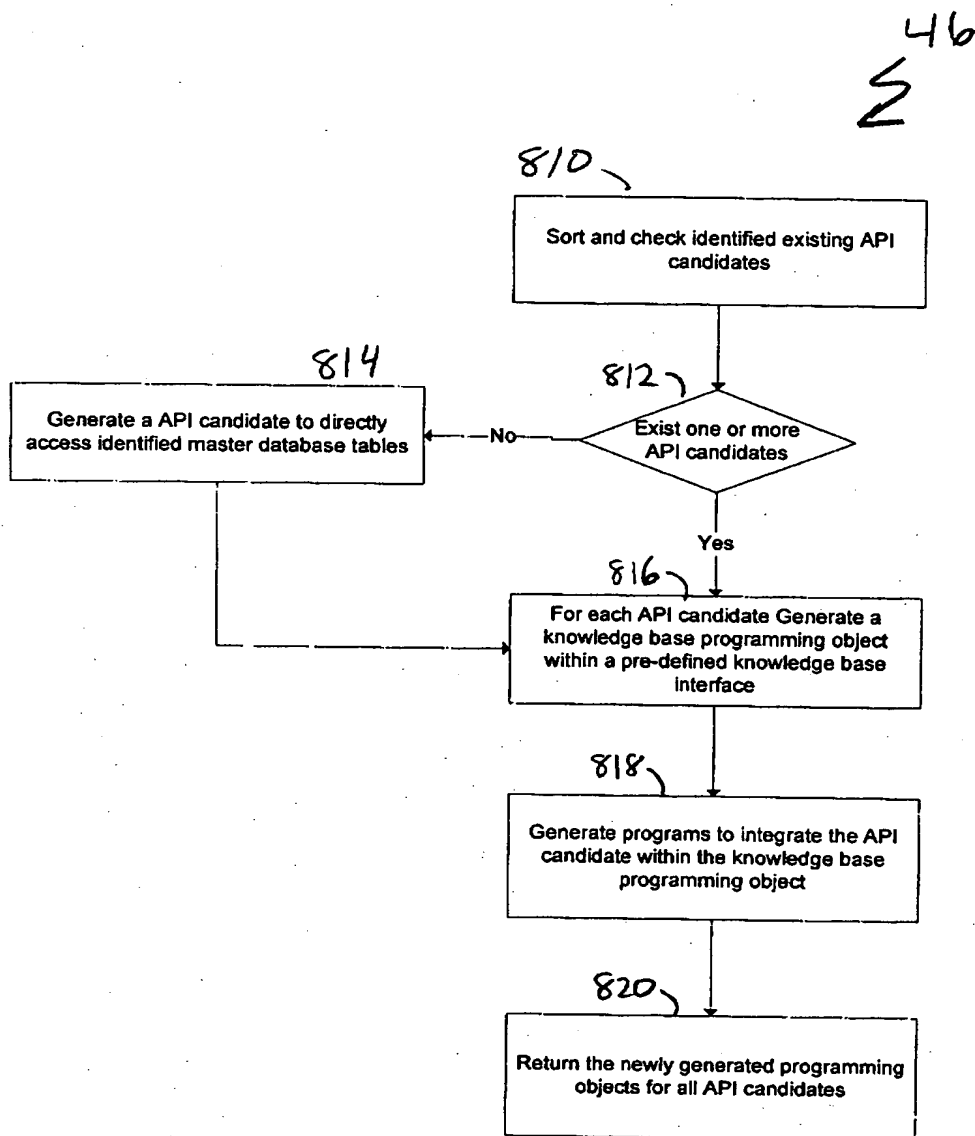 46
810
Sort and check identified existing API
candidates
814
812
Generate a API candidate to directly
access identified master database tables
No
Exist one or more
API candidates
Yes
816
For each API candidate Generate a
knowledge base programming object
within a pre-defined knowledge base
interface
818
Generate programs to integrate the API
candidate within the knowledge base
programming object
820
Return the newly generated programming
objects for all API candidates